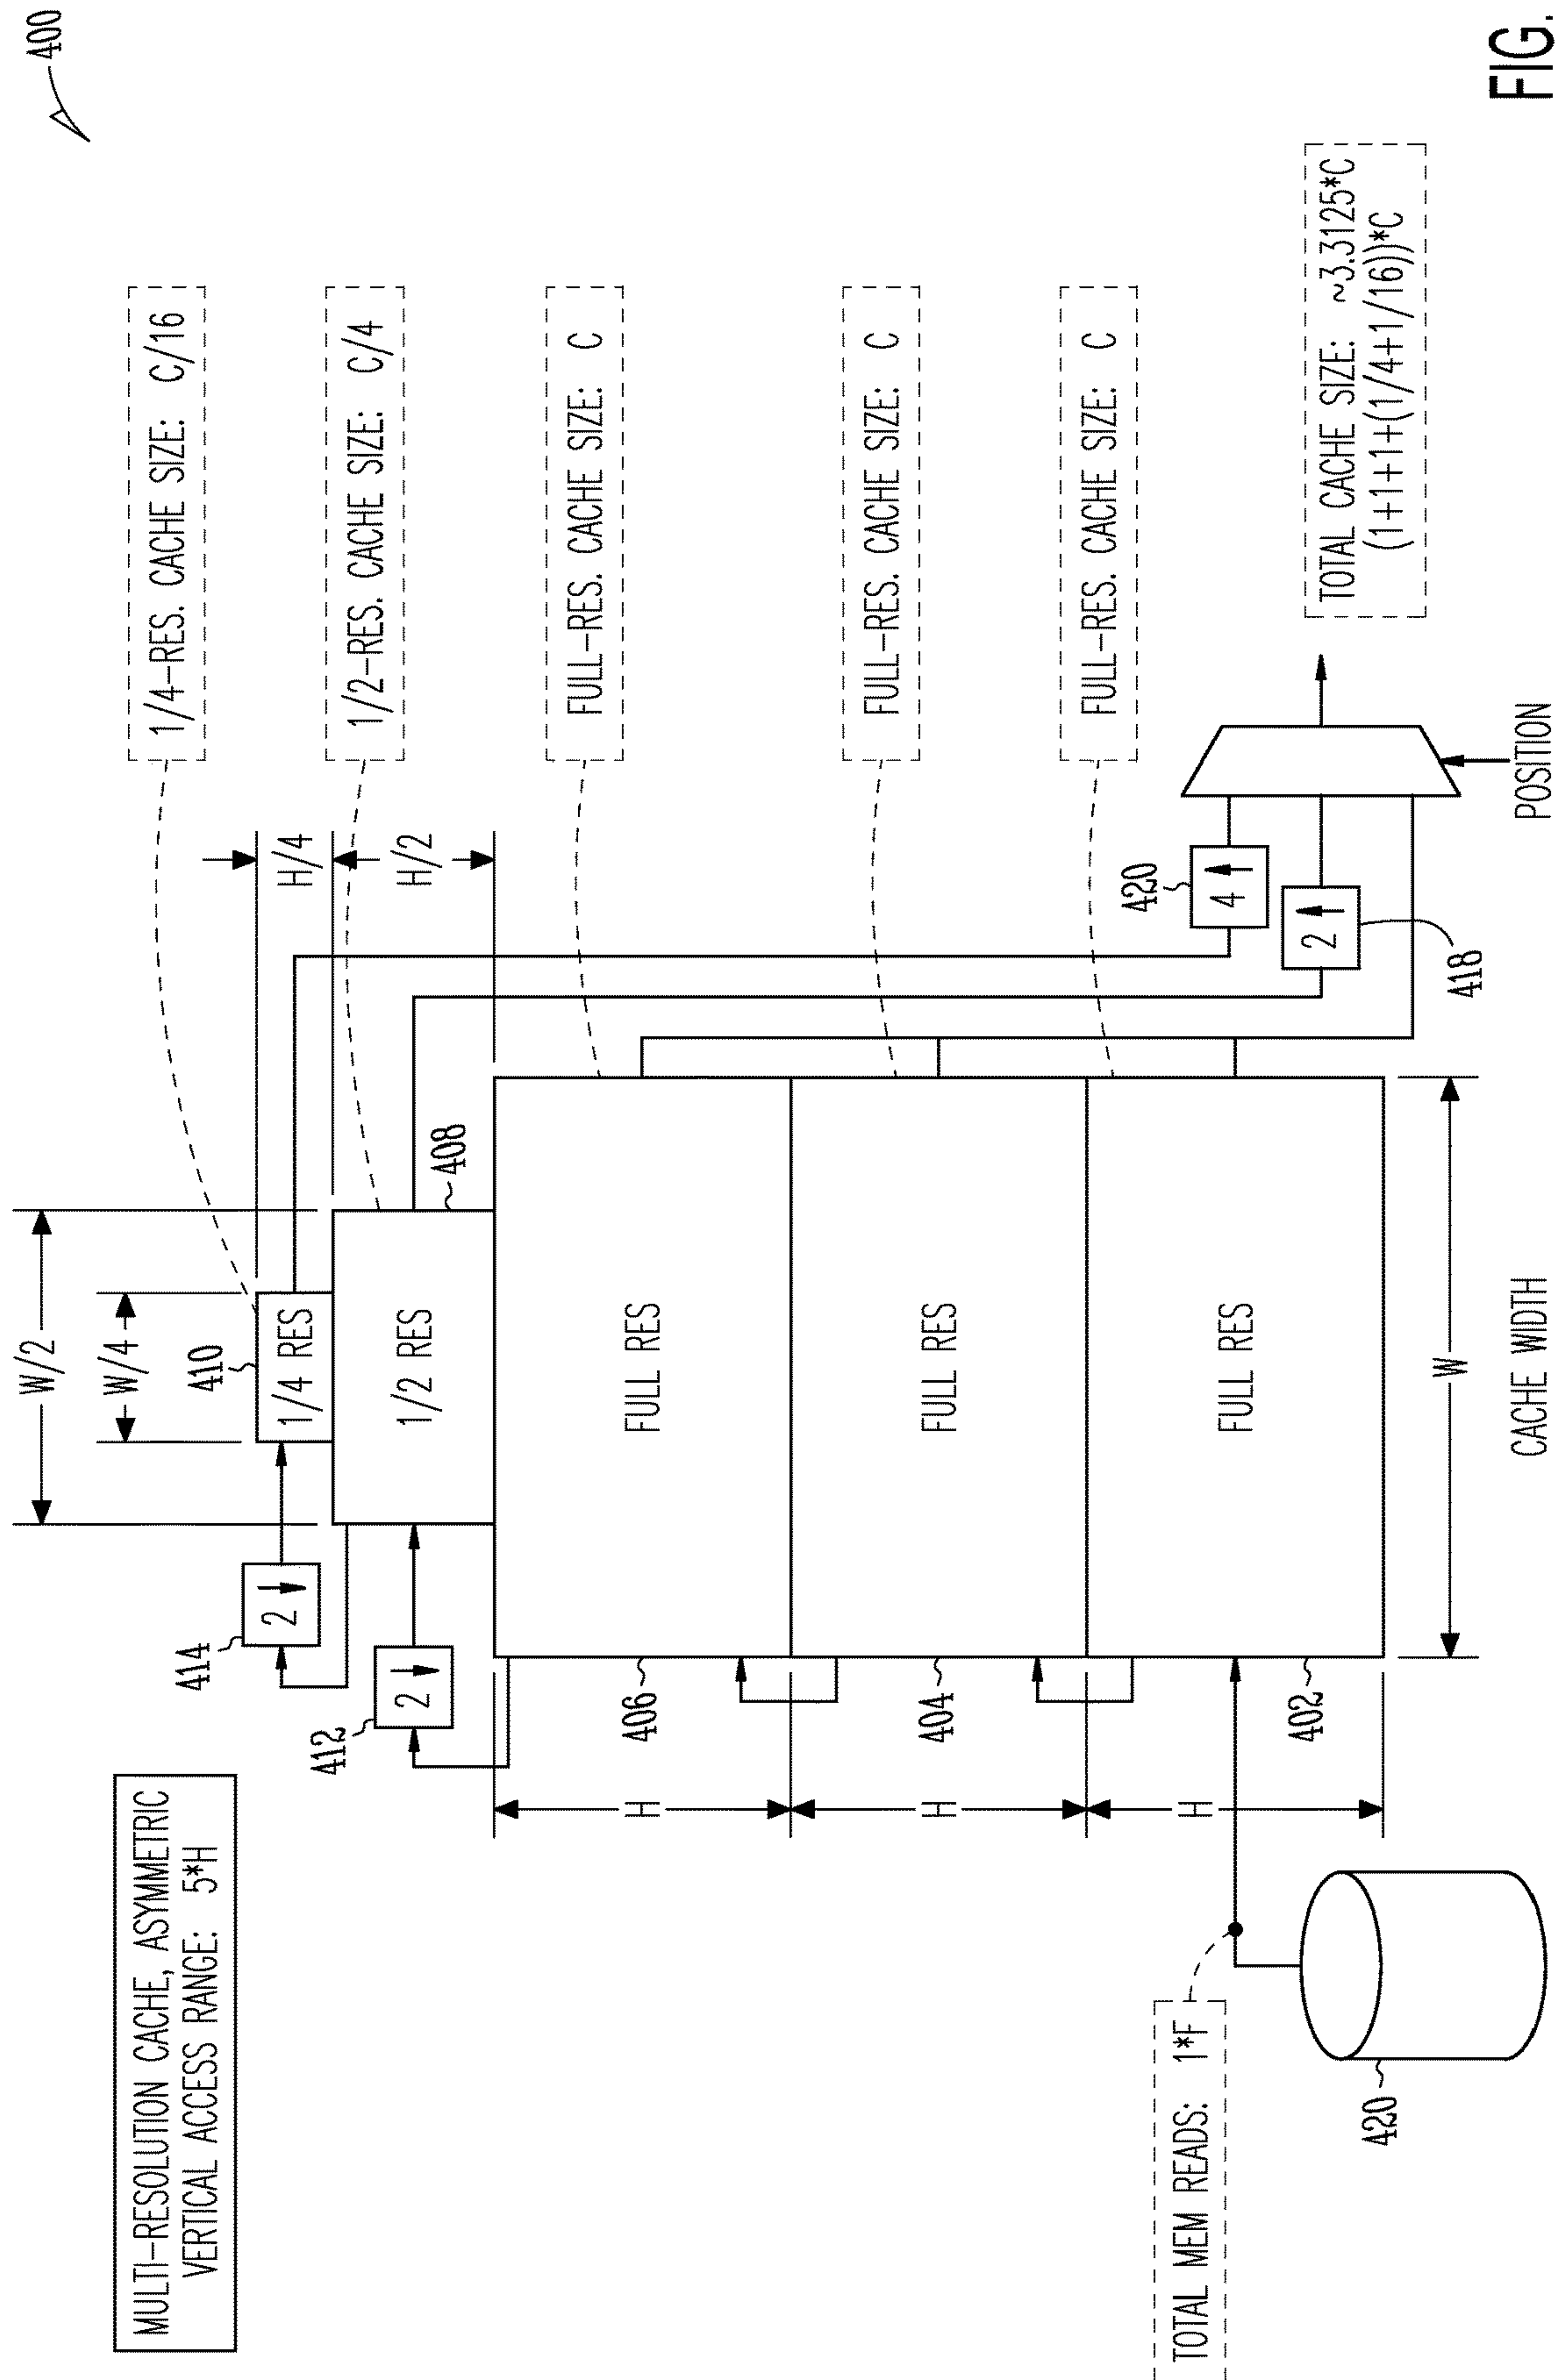 400
MULTI-RESOLUTION CACHE, ASYMMETRIC
VERTICAL ACCESS RANGE: 5*H
W/2
W/4
414
2
410
1/4 RES
H/4
1/4-RES. CACHE SIZE: C/16
412
2
1/2 RES
408
H/2
1/2-RES. CACHE SIZE: C/4
H
406
FULL RES
FULL-RES. CACHE SIZE: C
H
404
FULL RES
FULL-RES. CACHE SIZE: C
H
402
FULL RES
FULL-RES. CACHE SIZE: C
TOTAL MEM READS: 1*F
420
420
4
2
418
TOTAL CACHE SIZE: ~3.3125*C
(1+1+1+(1/4+1/16))*C
W
CACHE WIDTH
POSITION
FIG.